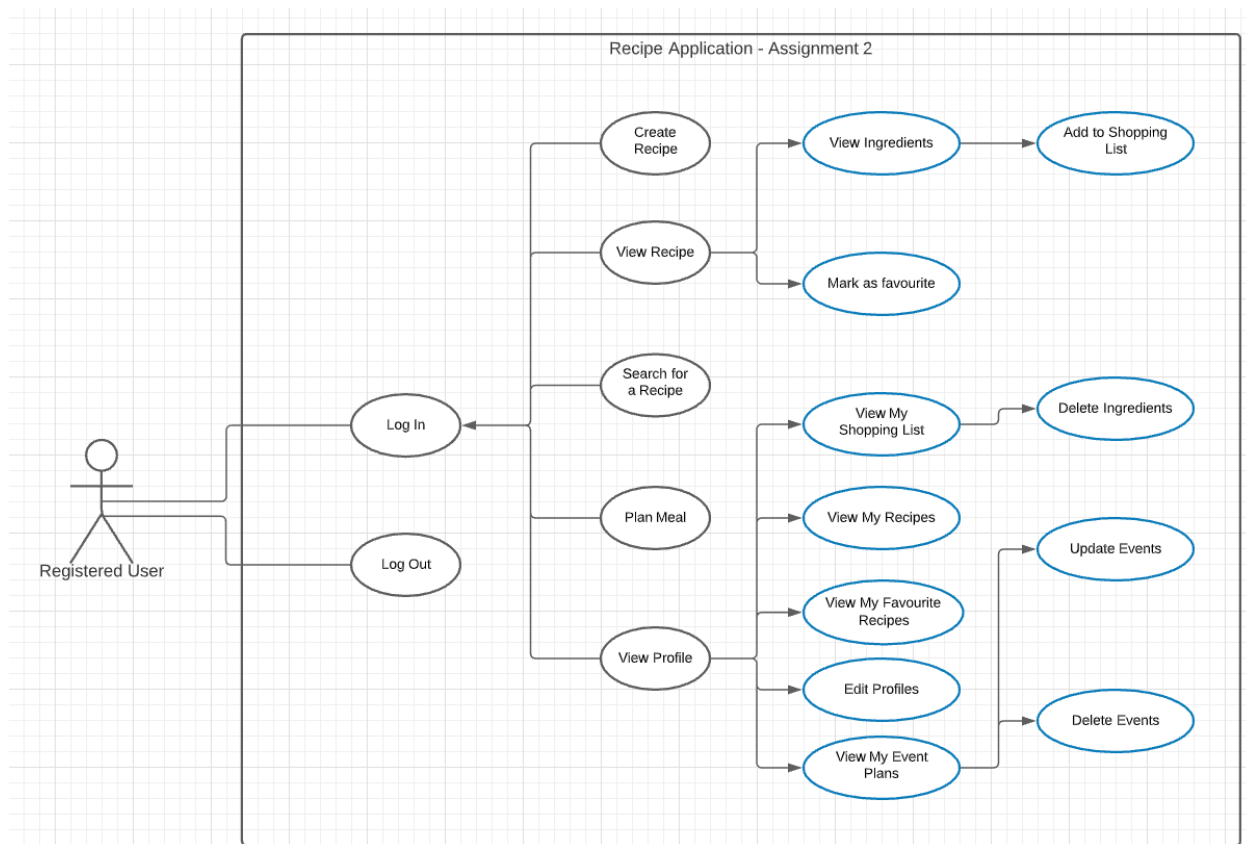 Recipe Application - Assignment 2
Create
Recipe
View Ingredients
Add to Shopping
List
View Recipe
Mark as favourite
Search for
a Recipe
Log In
View My
Shopping List
Delete Ingredients
Plan Meal
View My Recipes
Update Events
Log Out
Registered User
View My Favourite
Recipes
View Profile
Edit Profiles
Delete Events
View My Event
Plans